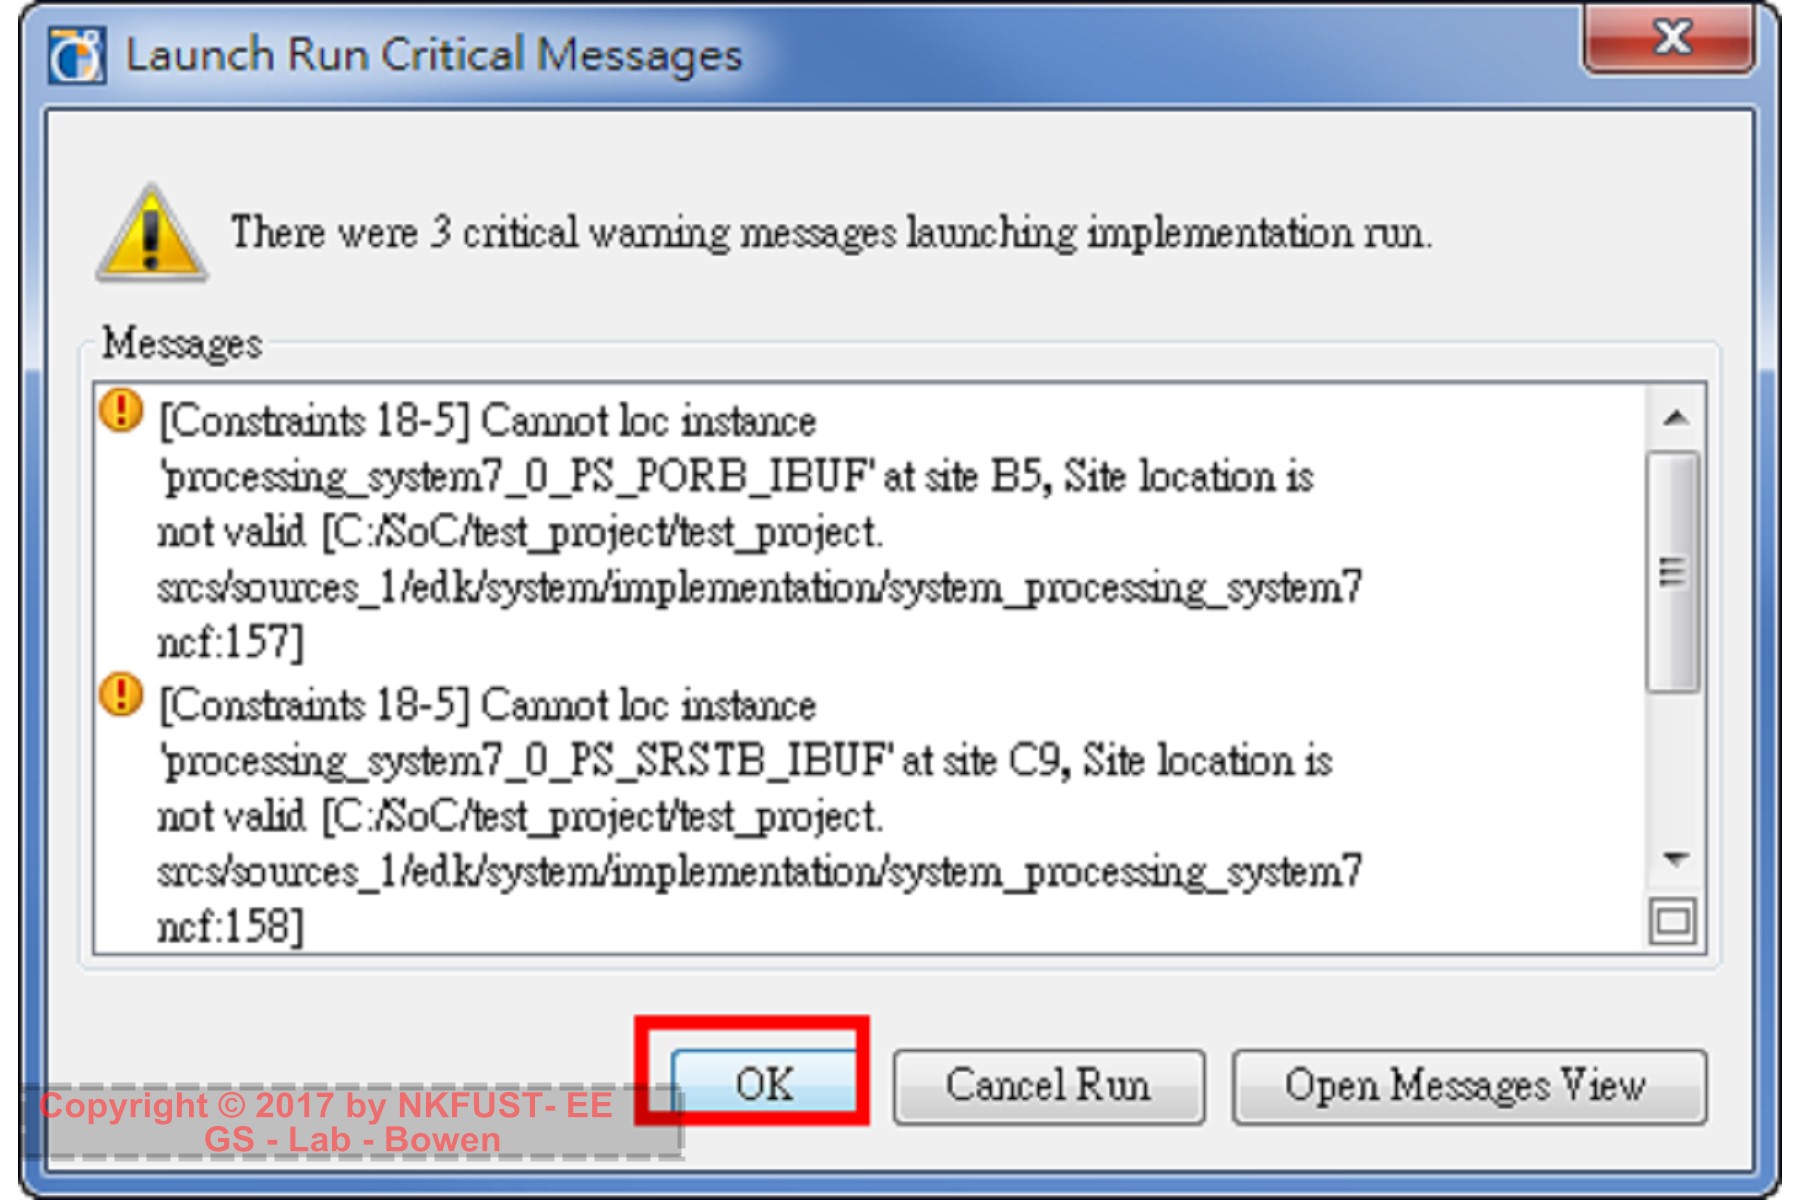 Launch Run Critical Messages
There were 3 critical warning messages launching implementation run.
Messages
[Constraints 18-5] Cannot loc instance
'processing_system7_0_PS_PORB_IBUF' at site B5, Site location is
not valid [C:/SoC/test_project/test_project.
srcs/sources_1/edk/system/implementation/system_processing_system7
ncf:157]
[Constraints 18-5] Cannot loc instance
'processing_system7_0_PS_SRSTB_IBUF' at site C9, Site location is
not valid [C:/SoC/test_project/test_project.
srcs/sources_1/edk/system/implementation/system_processing_system7
ncf:158]
OK
Cancel Run
Open Messages View
Copyright © 2017 by NKFUST- EE
GS - Lab - Bowen